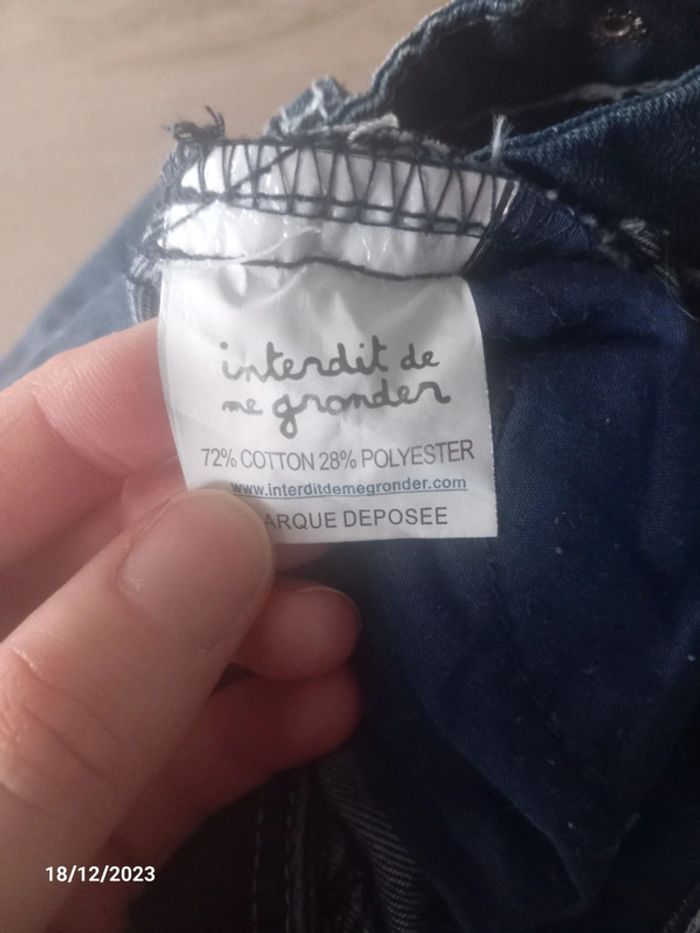 interdit de
me gronder
72% COTTON 28% POLYESTER
www.interditdemegronder.com
ARQUE DEPOSEE
18/12/2023